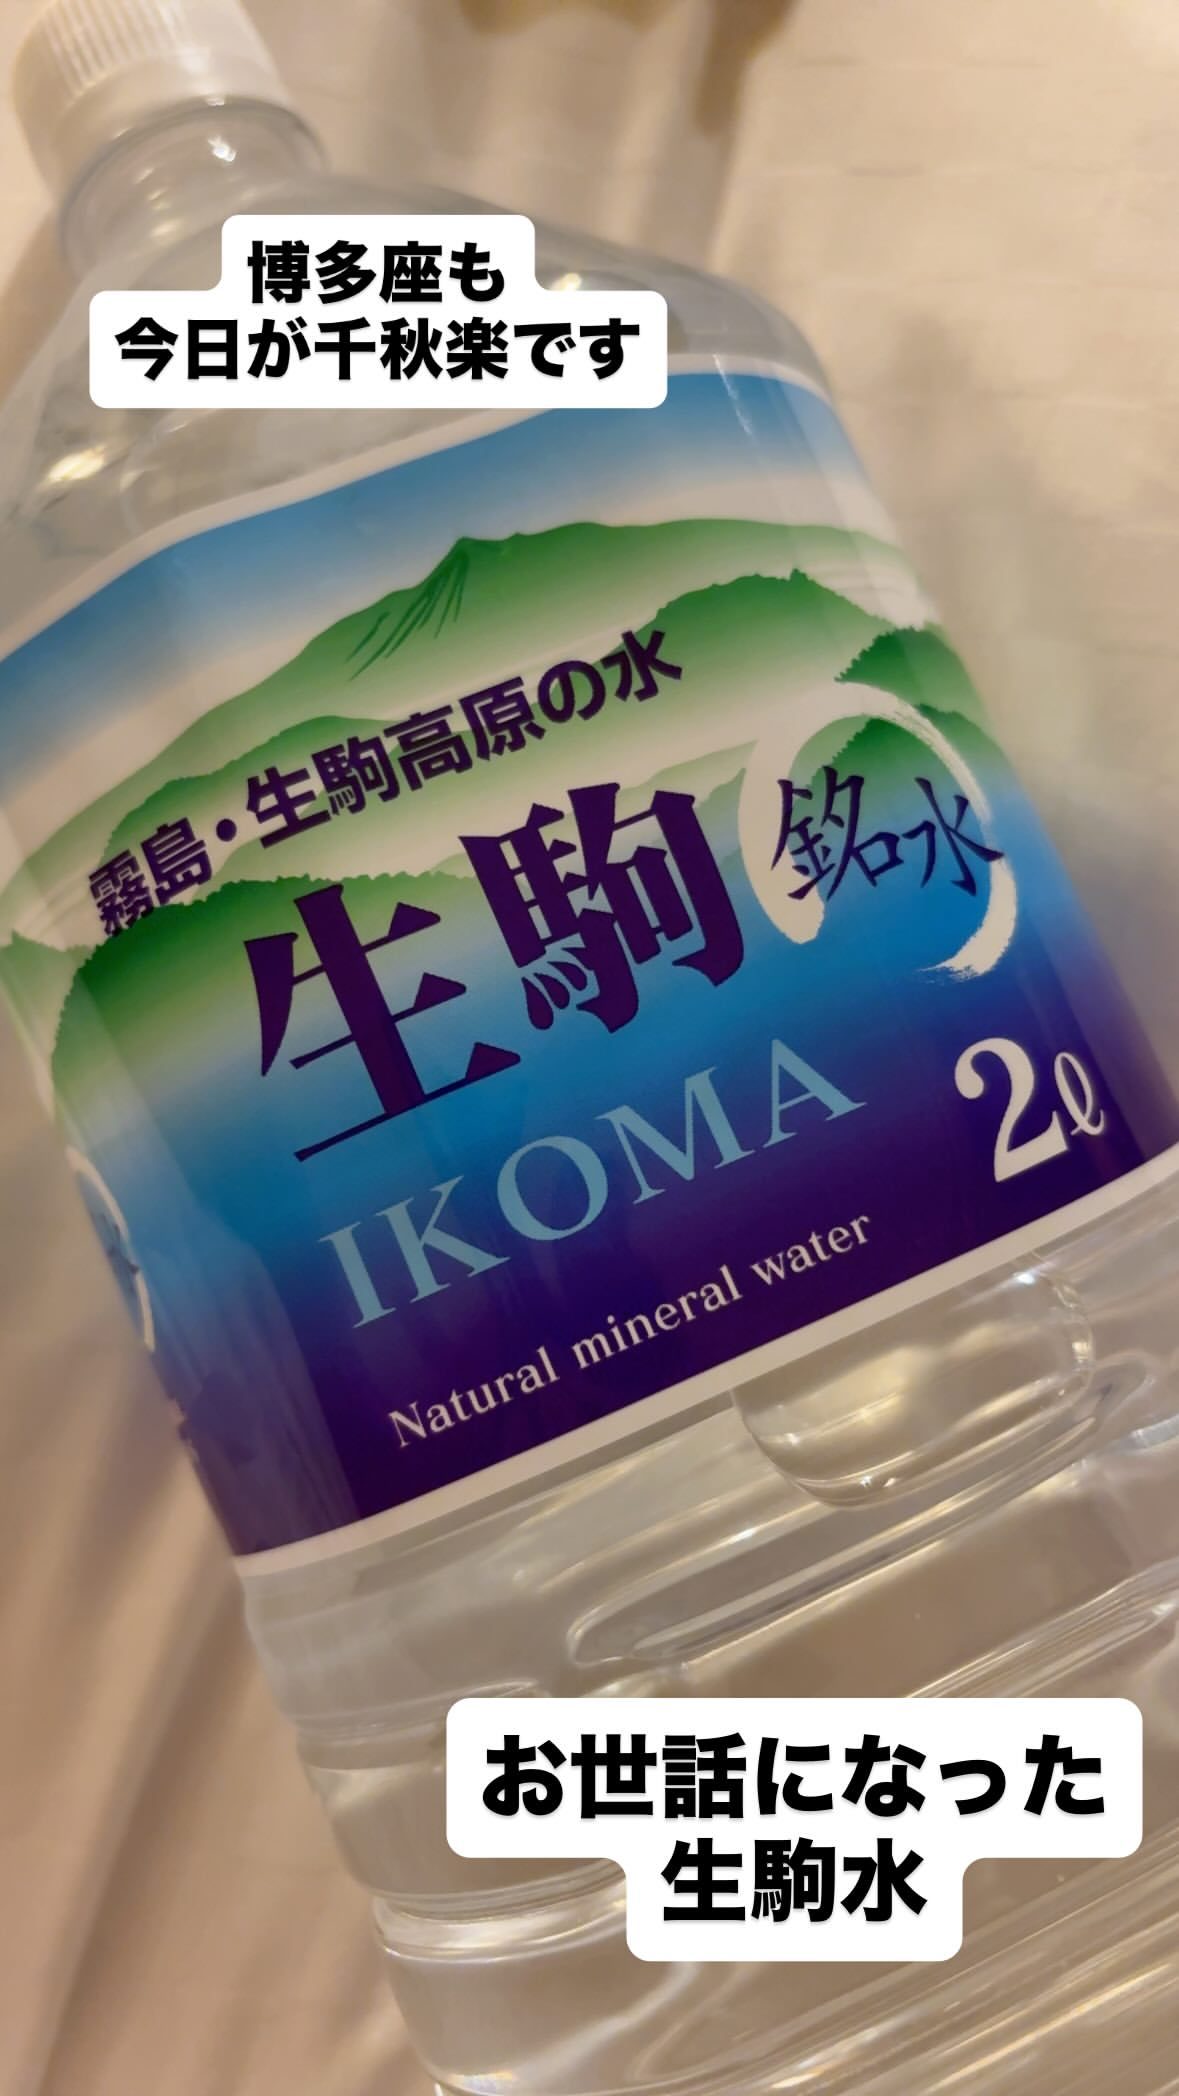 博多座も
今日が千秋楽です
霧島・生駒高原の水
生駒
銘水
IKOMA
2ℓ
Natural mineral water
お世話になった
生駒水